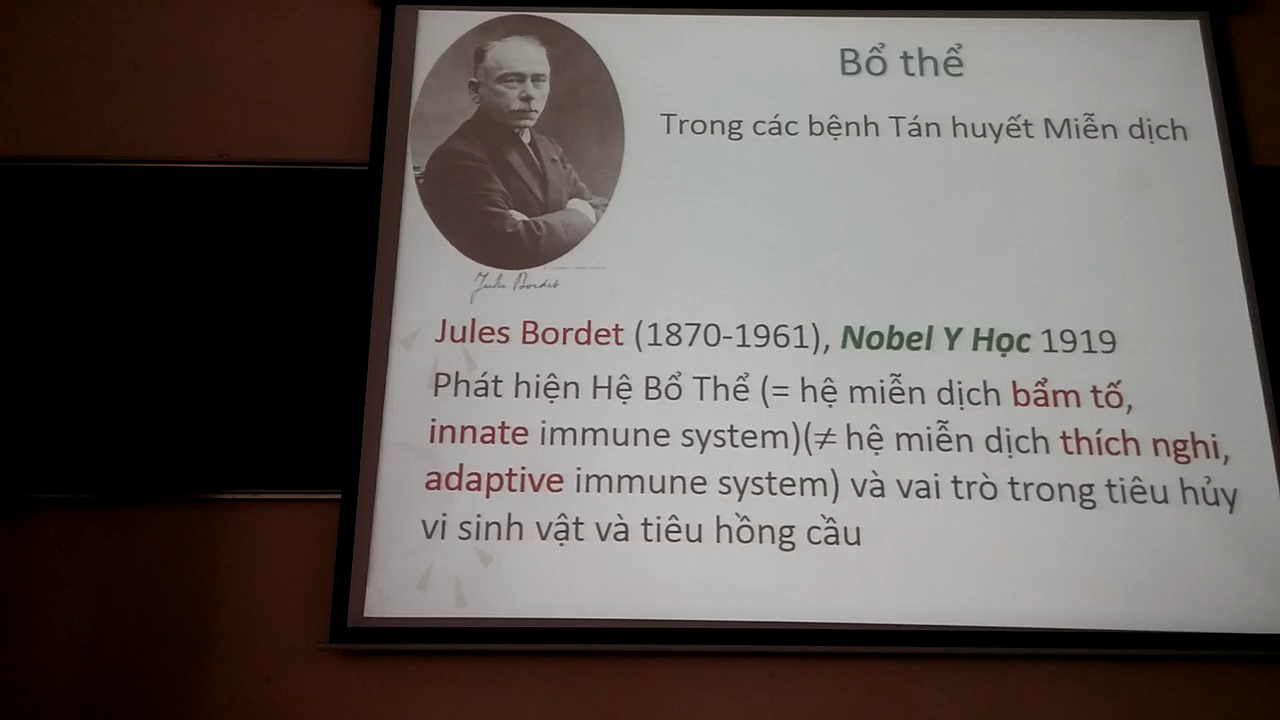 Bổ thể
Trong các bệnh Tán huyết Miễn dịch
Jules Bordet
Jules Bordet (1870-1961), Nobel Y Học 1919
Phát hiện Hệ Bổ Thể (= hệ miễn dịch bẩm tố,
innate immune system)(≠ hệ miễn dịch thích nghi,
adaptive immune system) và vai trò trong tiêu hủy
vi sinh vật và tiêu hồng cầu